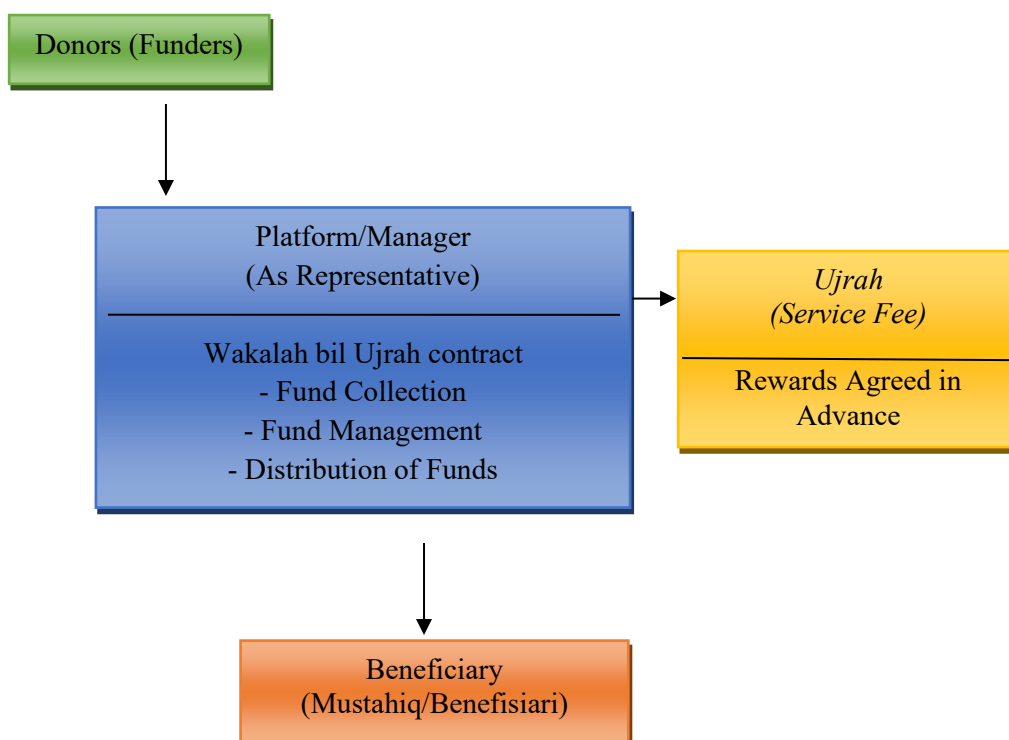 Donors (Funders)
Platform/Manager
(As Representative)
Wakalah bil Ujrah contract
- Fund Collection
- Fund Management
- Distribution of Funds
Ujrah
(Service Fee)
Rewards Agreed in
Advance
Beneficiary
(Mustahiq/Benefisiari)